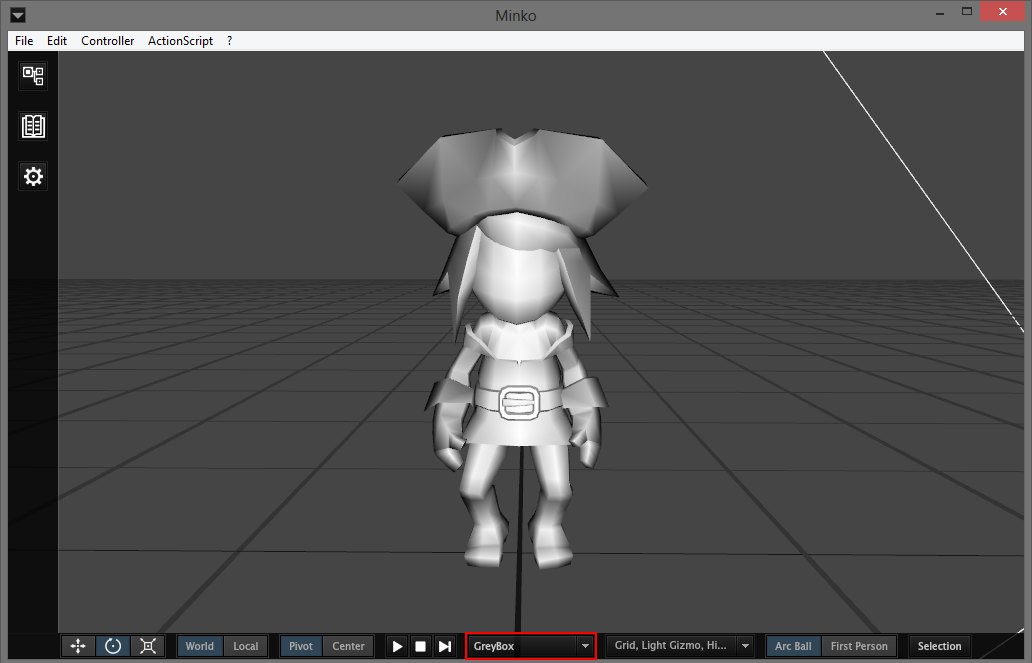 Minko
File Edit Controller ActionScript ?
World Local Pivot Center GreyBox Grid, Light Gizmo, Hi... Arc Ball First Person Selection